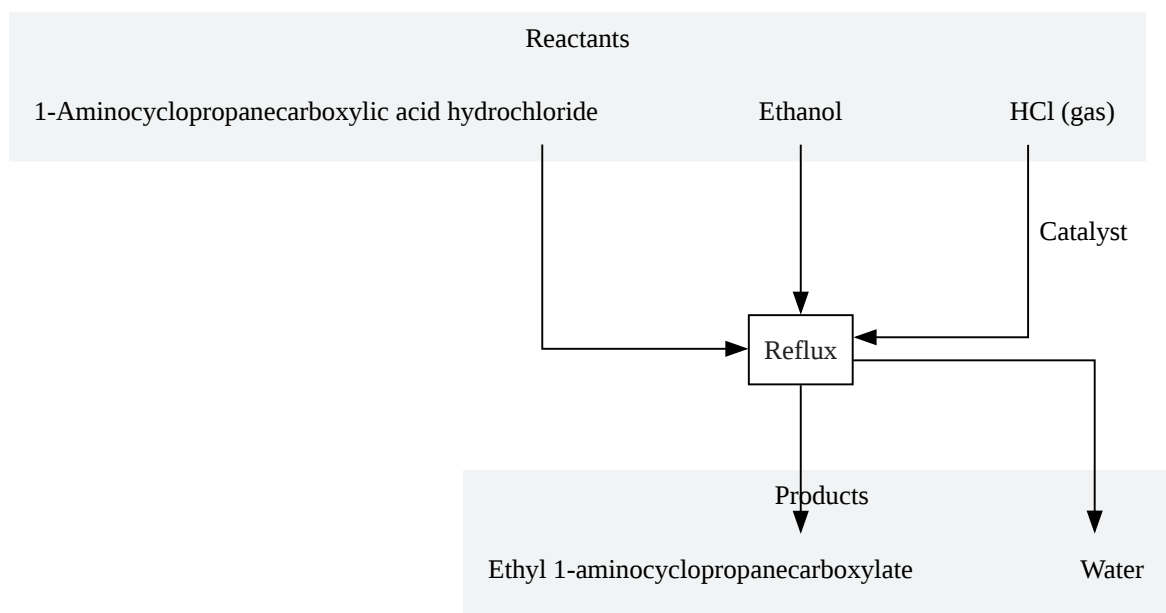 Reactants
1-Aminocyclopropanecarboxylic acid hydrochloride
Ethanol
HCl (gas)
Catalyst
Reflux
Products
Ethyl 1-aminocyclopropanecarboxylate
Water